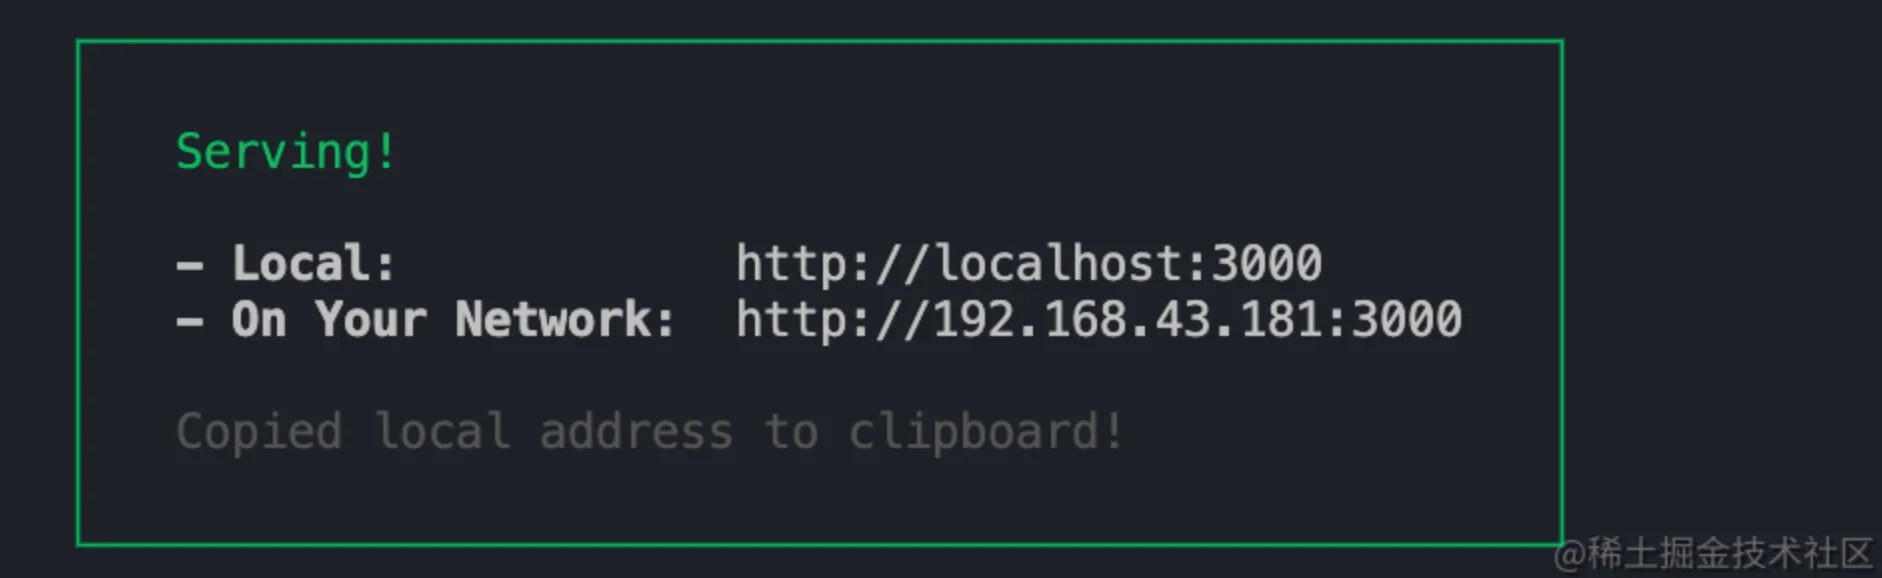 Serving!
- Local: http://localhost:3000
- On Your Network: http://192.168.43.181:3000
Copied local address to clipboard!
@稀土掘金技术社区